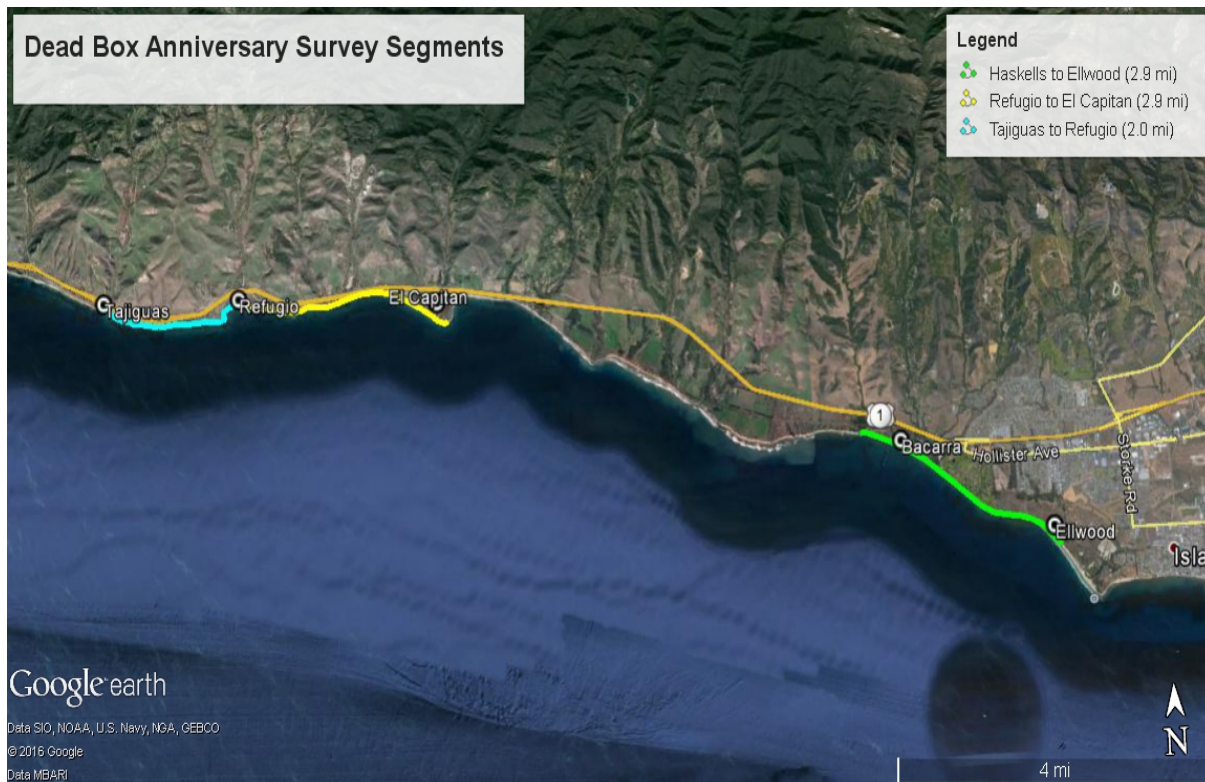 Dead Box Anniversary Survey Segments
Legend
Haskells to Ellwood (2.9 mi)
Refugio to El Capitan (2.9 mi)
Tajiguas to Refugio (2.0 mi)
El Capitan
Tajiguas
Refugio
1
Bacarra
Hollister Ave
Storke Rd
Ellwood
Isla
Google earth
Data SIO, NOAA, U.S. Navy, NGA, GEBCO
© 2016 Google
Data MBARI
N
4 mi